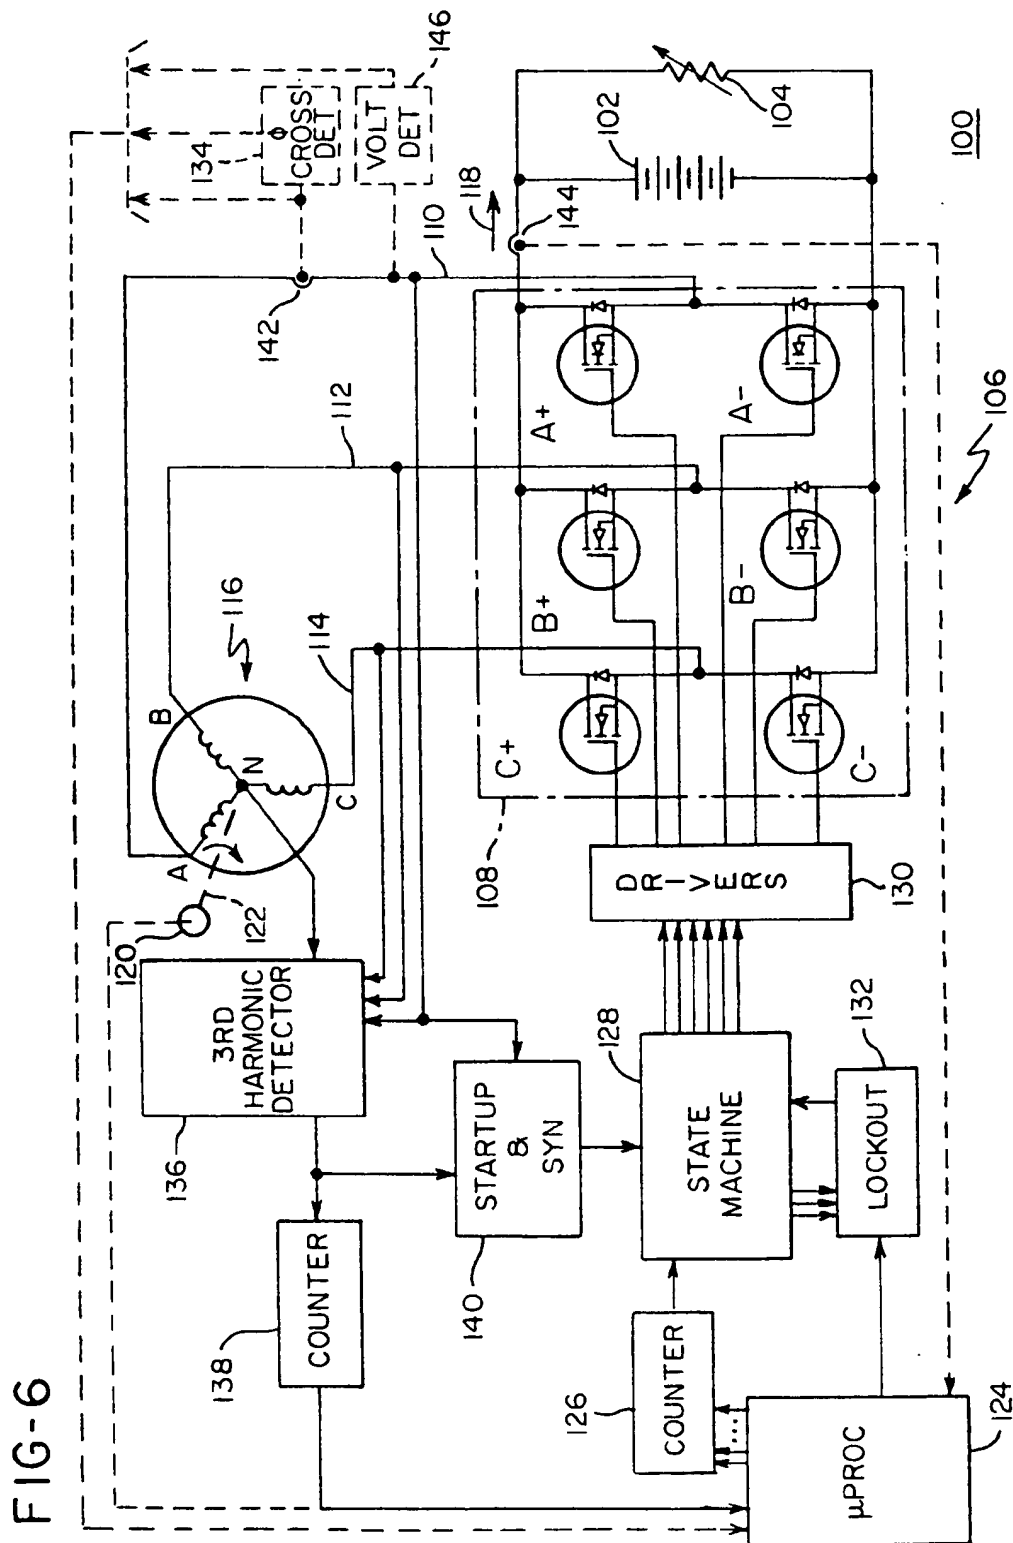 FIG-6
134
Φ
CROSS
DET
VOLT
DET
146
142
110
118
144
102
104
100
112
116
114
A
B
N
C
120
122
3RD
HARMONIC
DETECTOR
136
138
COUNTER
STARTUP
&
SYN
140
108
C+
B+
A+
C-
B-
A-
106
DRIVERS
130
128
STATE
MACHINE
132
LOCKOUT
126
COUNTER
...
μPROC
124